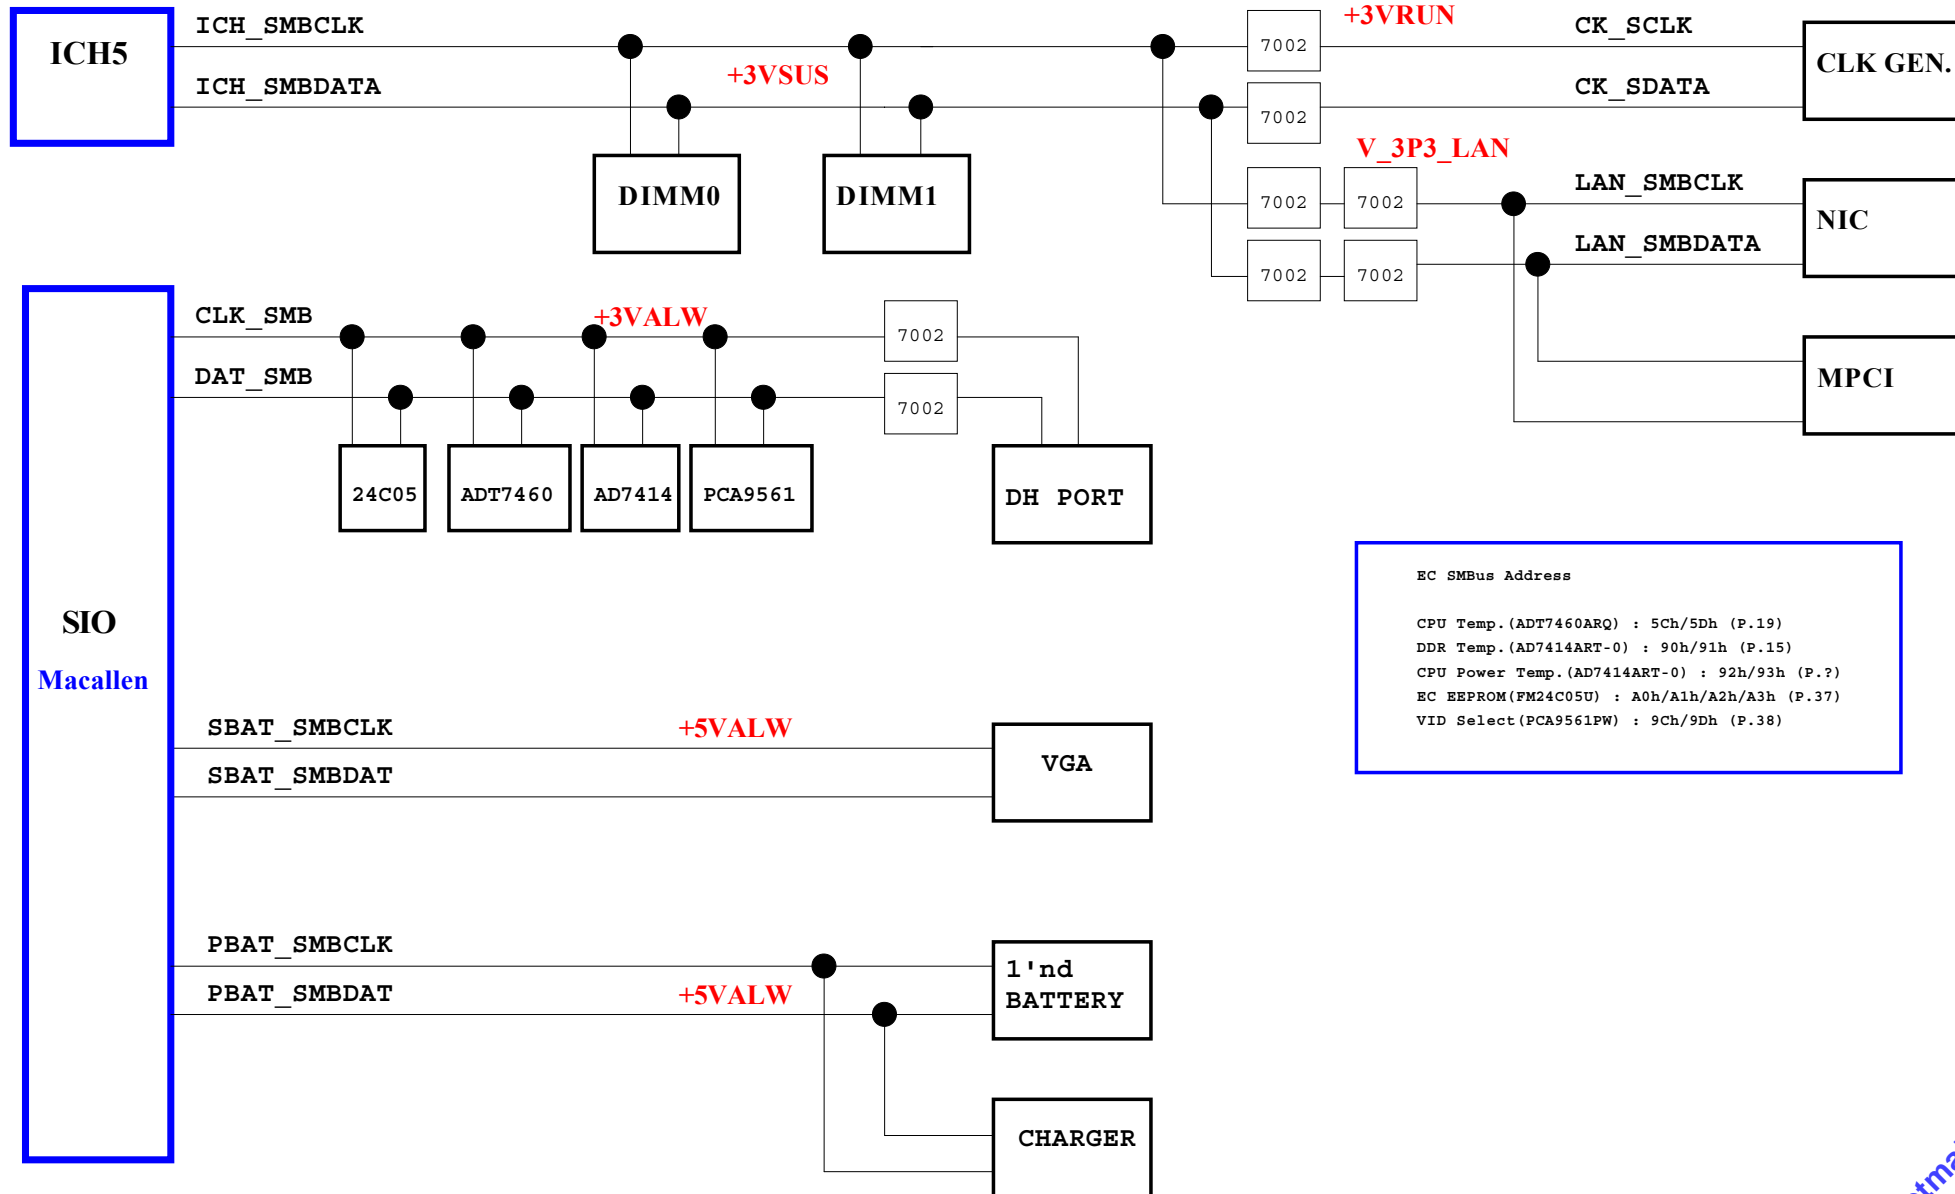 ICH5
ICH_SMBCLK
ICH_SMBDATA
+3VSUS
DIMM0
DIMM1
7002
7002
+3VRUN
CK_SCLK
CK_SDATA
CLK GEN.
V_3P3_LAN
7002
7002
7002
7002
LAN_SMBCLK
LAN_SMBDATA
NIC
MPCI
SIO
Macallen
CLK_SMB
DAT_SMB
+3VALW
7002
7002
24C05
ADT7460
AD7414
PCA9561
DH PORT
EC SMBus Address
CPU Temp.(ADT7460ARQ) : 5Ch/5Dh (P.19)
DDR Temp.(AD7414ART-0) : 90h/91h (P.15)
CPU Power Temp.(AD7414ART-0) : 92h/93h (P.?)
EC EEPROM(FM24C05U) : A0h/A1h/A2h/A3h (P.37)
VID Select(PCA9561PW) : 9Ch/9Dh (P.38)
SBAT_SMBCLK
SBAT_SMBDAT
+5VALW
VGA
PBAT_SMBCLK
PBAT_SMBDAT
+5VALW
1'nd
BATTERY
CHARGER